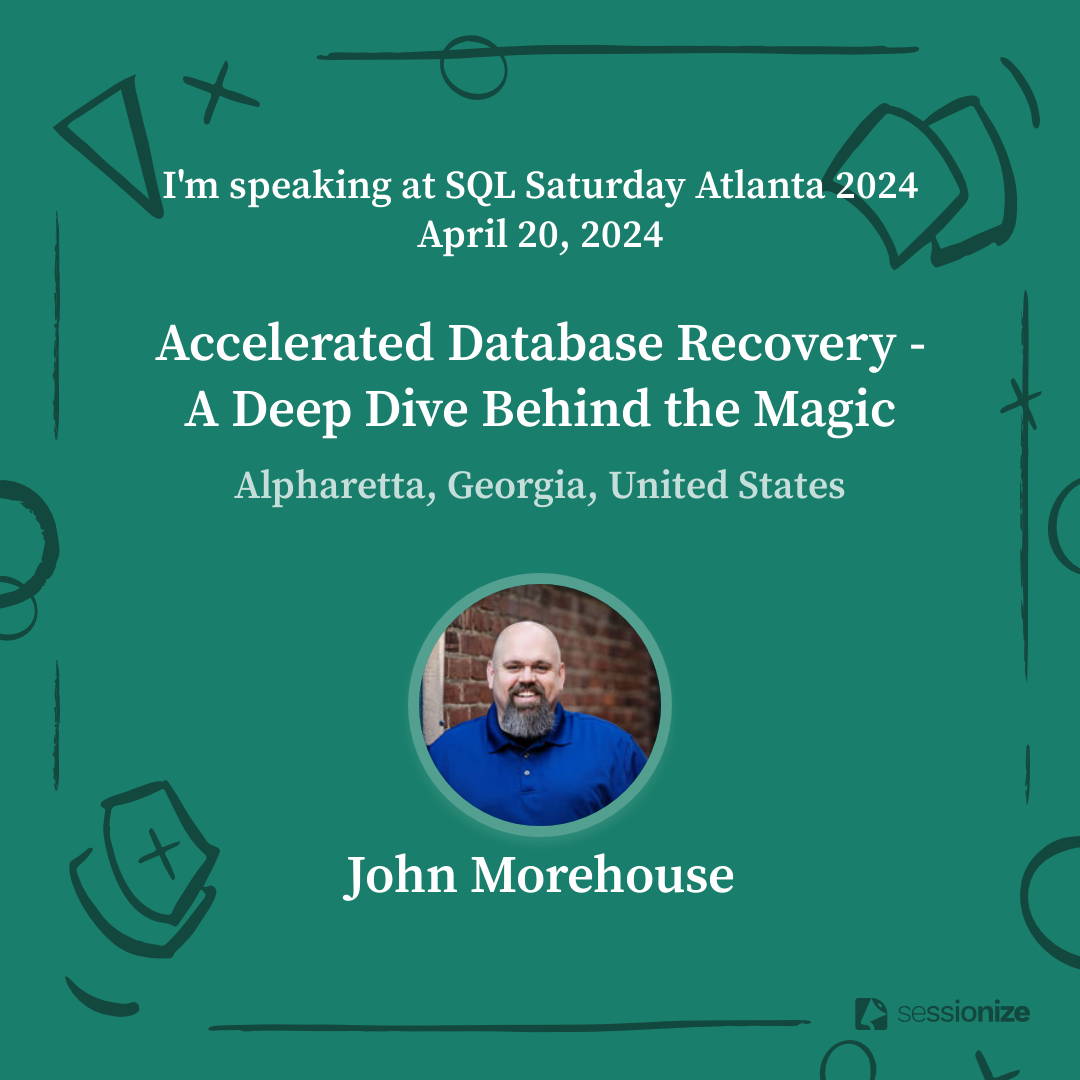 I'm speaking at SQL Saturday Atlanta 2024
April 20, 2024
Accelerated Database Recovery -
A Deep Dive Behind the Magic
Alpharetta, Georgia, United States
John Morehouse
sessionize